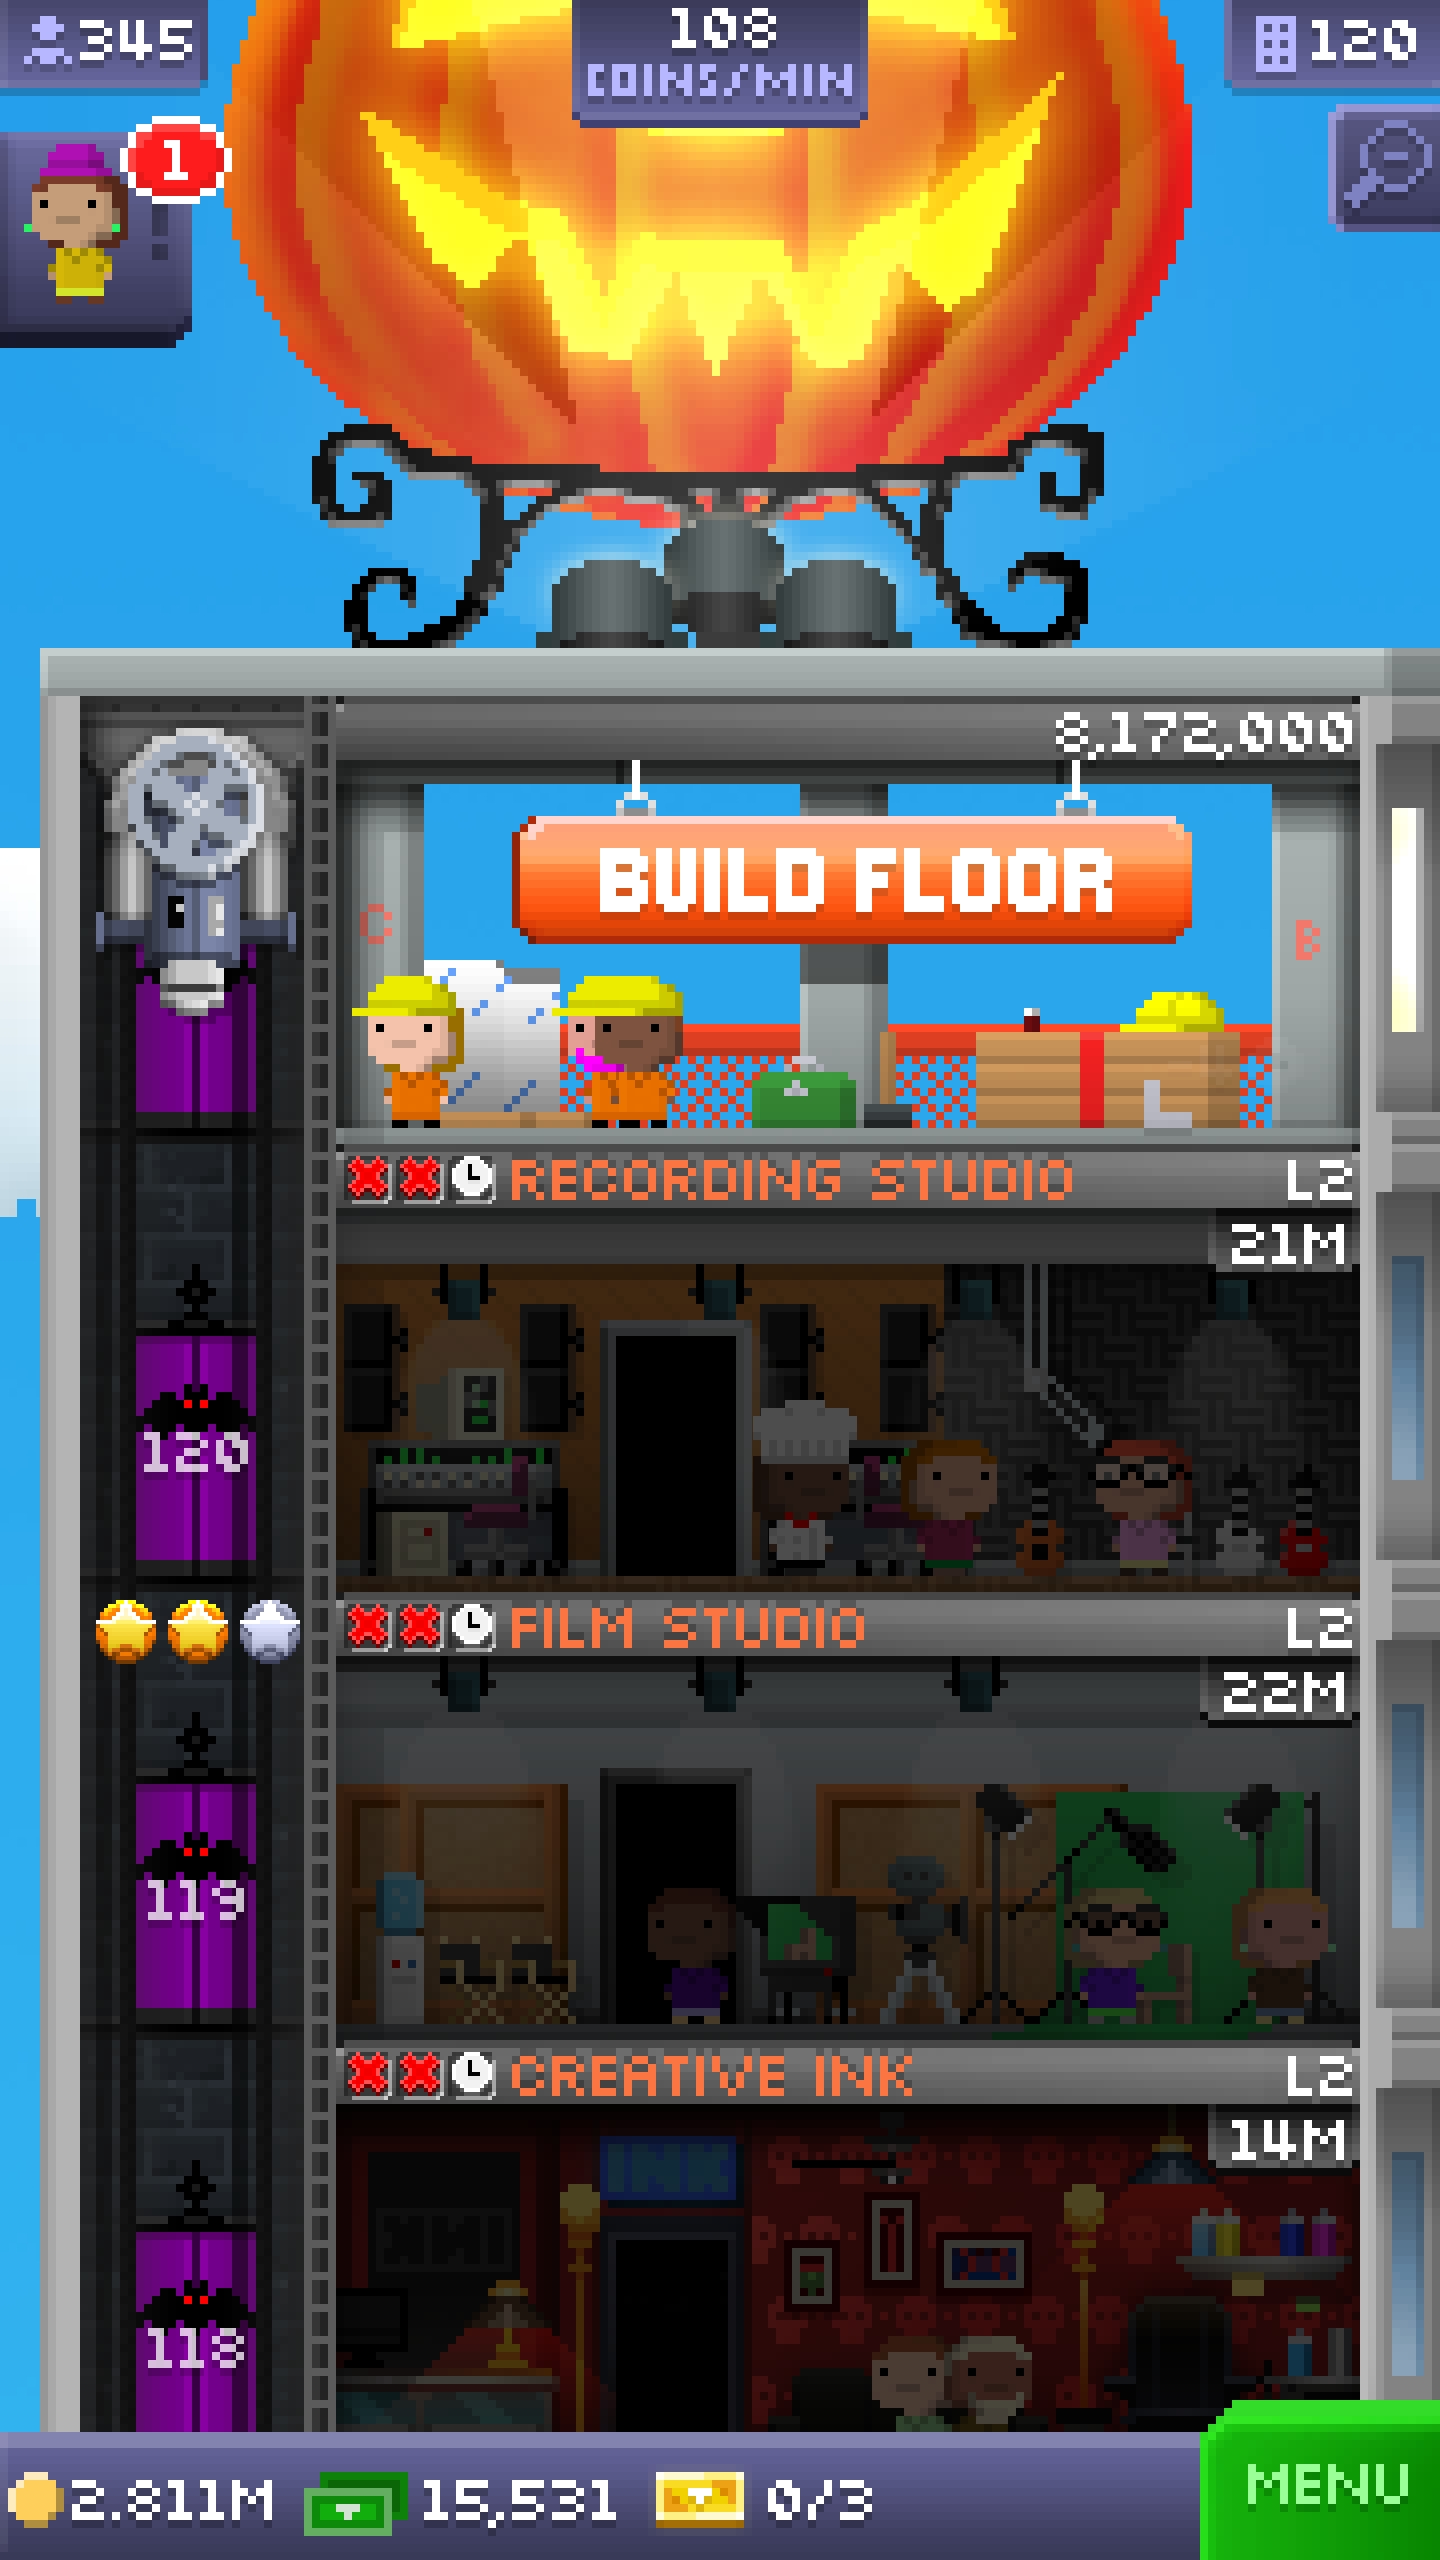 345
108
COINS/MIN
120
1
8,172,000
BUILD FLOOR
C
B
RECORDING STUDIO L2
21M
120
FILM STUDIO L2
22M
119
CREATIVE INK L2
14M
INK
INK
118
2.811M 15,531 0/3
MENU